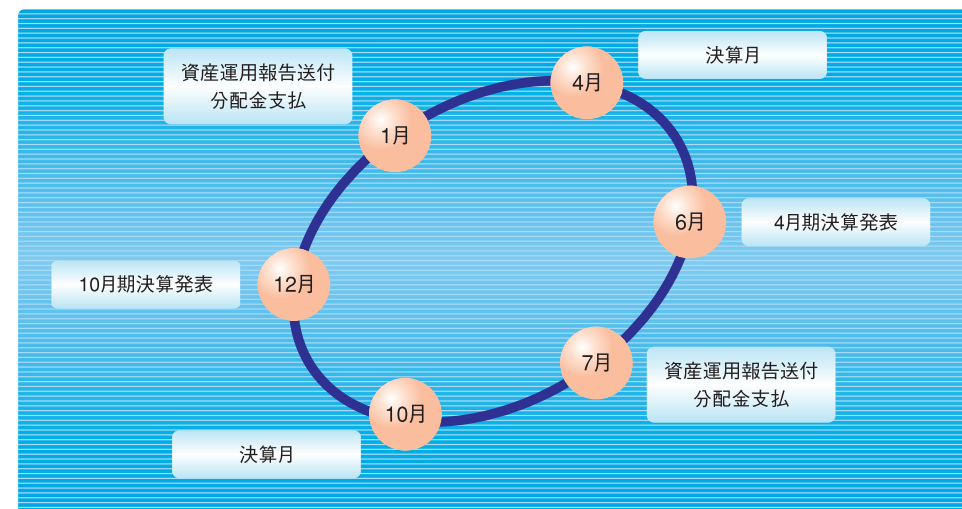 決算月
4月
資産運用報告送付
分配金支払
1月
6月
4月期決算発表
12月
10月期決算発表
7月
資産運用報告送付
分配金支払
10月
決算月